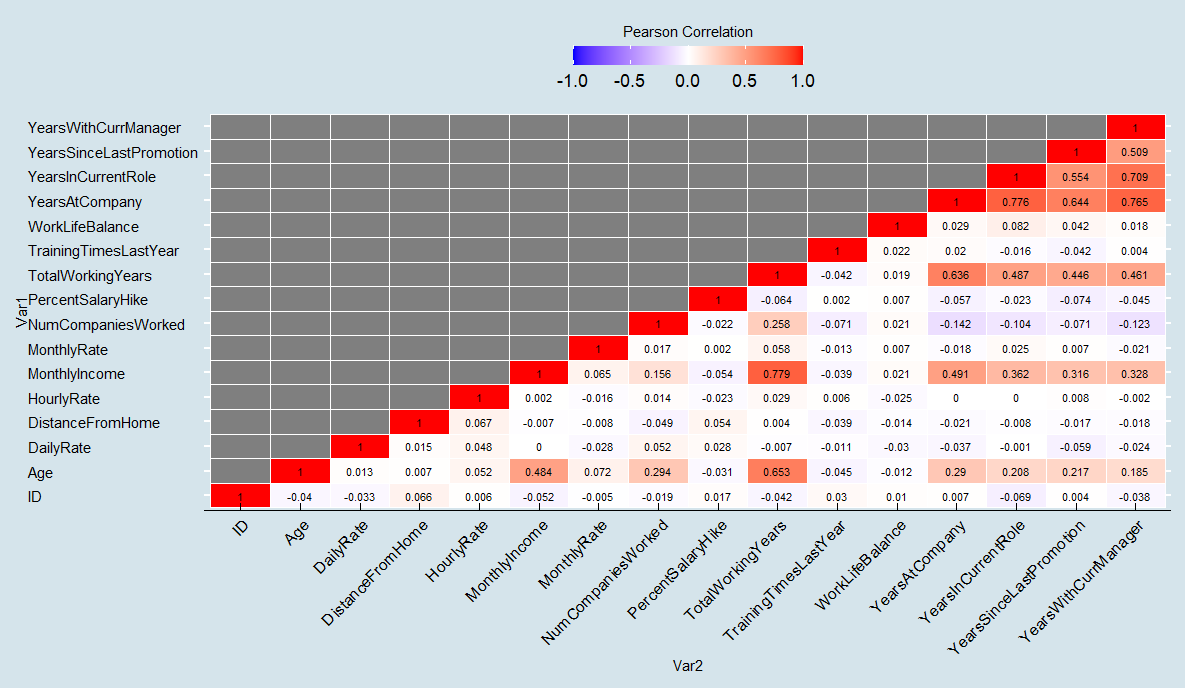 Pearson Correlation
-1.0 -0.5 0.0 0.5 1.0
YearsWithCurrManager 1
YearsSinceLastPromotion 1 0.509
YearsInCurrentRole 1 0.554 0.709
YearsAtCompany 1 0.776 0.644 0.765
WorkLifeBalance 1 0.029 0.082 0.042 0.018
TrainingTimesLastYear 1 0.022 0.02 -0.016 -0.042 0.004
TotalWorkingYears 1 -0.042 0.019 0.636 0.487 0.446 0.461
Var1
PercentSalaryHike 1 -0.064 0.002 0.007 -0.057 -0.023 -0.074 -0.045
NumCompaniesWorked 1 -0.022 0.258 -0.071 0.021 -0.142 -0.104 -0.071 -0.123
MonthlyRate 1 0.017 0.002 0.058 -0.013 0.007 -0.018 0.025 0.007 -0.021
MonthlyIncome 1 0.065 0.156 -0.054 0.779 -0.039 0.021 0.491 0.362 0.316 0.328
HourlyRate 1 0.002 -0.016 0.014 -0.023 0.029 0.006 -0.025 0 0 0.008 -0.002
DistanceFromHome 1 0.067 -0.007 -0.008 -0.049 0.054 0.004 -0.039 -0.014 -0.021 -0.008 -0.017 -0.018
DailyRate 1 0.015 0.048 0 -0.028 0.052 0.028 -0.007 -0.011 -0.03 -0.037 -0.001 -0.059 -0.024
Age 1 0.013 0.007 0.052 0.484 0.072 0.294 -0.031 0.653 -0.045 -0.012 0.29 0.208 0.217 0.185
ID 1 -0.04 -0.033 0.066 0.006 -0.052 -0.005 -0.019 0.017 -0.042 0.03 0.01 0.007 -0.069 0.004 -0.038
ID
Age
DailyRate
DistanceFromHome
HourlyRate
MonthlyIncome
MonthlyRate
NumCompaniesWorked
PercentSalaryHike
TotalWorkingYears
TrainingTimesLastYear
WorkLifeBalance
YearsAtCompany
YearsInCurrentRole
YearsSinceLastPromotion
YearsWithCurrManager
Var2